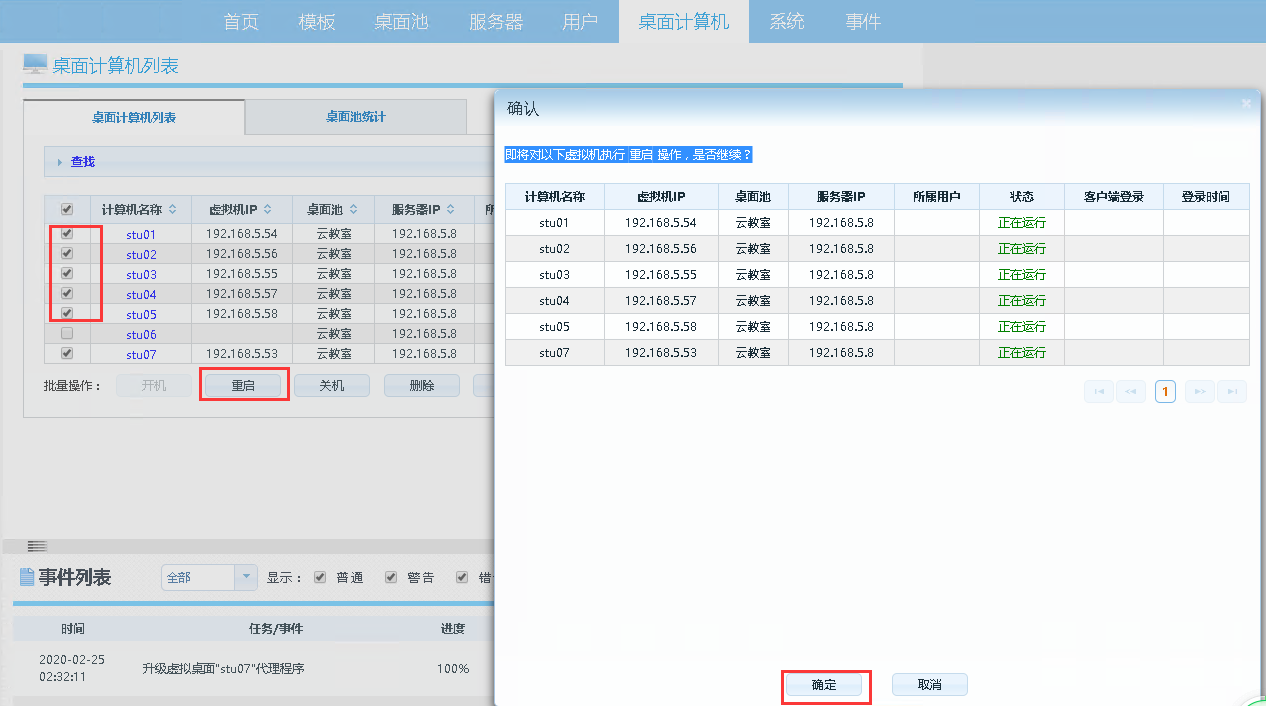 首页 模板 桌面池 服务器 用户 桌面计算机 系统 事件
桌面计算机列表
桌面计算机列表 桌面池统计
查找
计算机名称 虚拟机IP 桌面池 服务器IP
stu01 192.168.5.54 云教室 192.168.5.8
stu02 192.168.5.56 云教室 192.168.5.8
stu03 192.168.5.55 云教室 192.168.5.8
stu04 192.168.5.57 云教室 192.168.5.8
stu05 192.168.5.58 云教室 192.168.5.8
stu06 云教室 192.168.5.8
stu07 192.168.5.53 云教室 192.168.5.8
批量操作： 开机 重启 关机 删除
事件列表 全部 显示： 普通 警告 错
时间 任务/事件 进度
2020-02-25
02:32:11
升级虚拟桌面"stu07"代理程序 100%
确认
即将对以下虚拟机执行 重启 操作，是否继续？
计算机名称 虚拟机IP 桌面池 服务器IP 所属用户 状态 客户端登录 登录时间
stu01 192.168.5.54 云教室 192.168.5.8 正在运行
stu02 192.168.5.56 云教室 192.168.5.8 正在运行
stu03 192.168.5.55 云教室 192.168.5.8 正在运行
stu04 192.168.5.57 云教室 192.168.5.8 正在运行
stu05 192.168.5.58 云教室 192.168.5.8 正在运行
stu07 192.168.5.53 云教室 192.168.5.8 正在运行
1
确定 取消